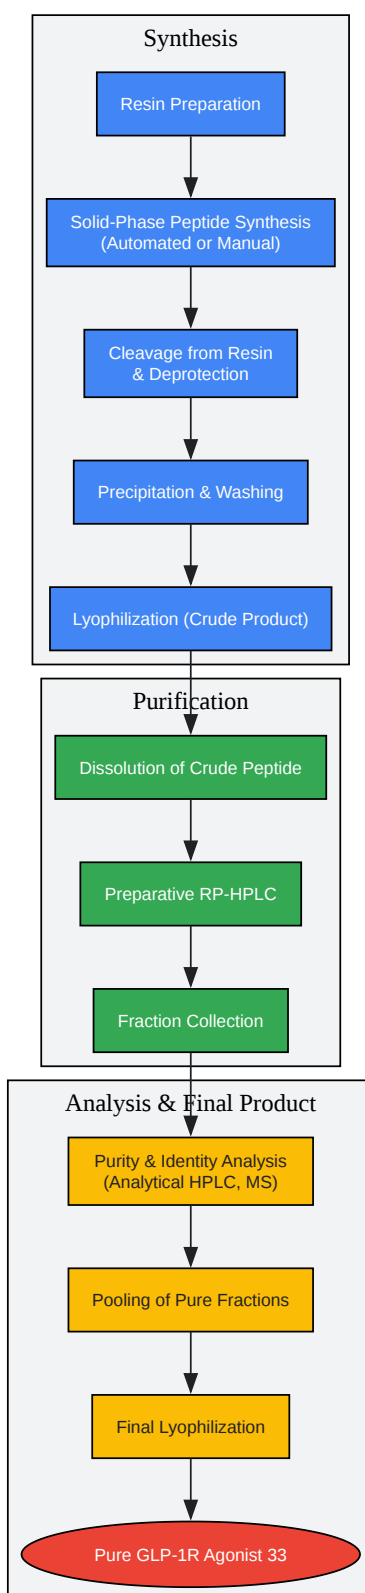 Synthesis
Resin Preparation
Solid-Phase Peptide Synthesis
(Automated or Manual)
Cleavage from Resin
& Deprotection
Precipitation & Washing
Lyophilization (Crude Product)
Purification
Dissolution of Crude Peptide
Preparative RP-HPLC
Fraction Collection
Analysis & Final Product
Purity & Identity Analysis
(Analytical HPLC, MS)
Pooling of Pure Fractions
Final Lyophilization
Pure GLP-1R Agonist 33